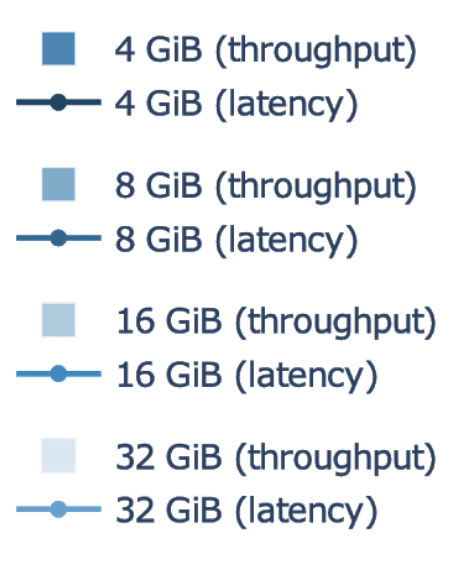 4 GiB (throughput)
4 GiB (latency)
8 GiB (throughput)
8 GiB (latency)
16 GiB (throughput)
16 GiB (latency)
32 GiB (throughput)
32 GiB (latency)